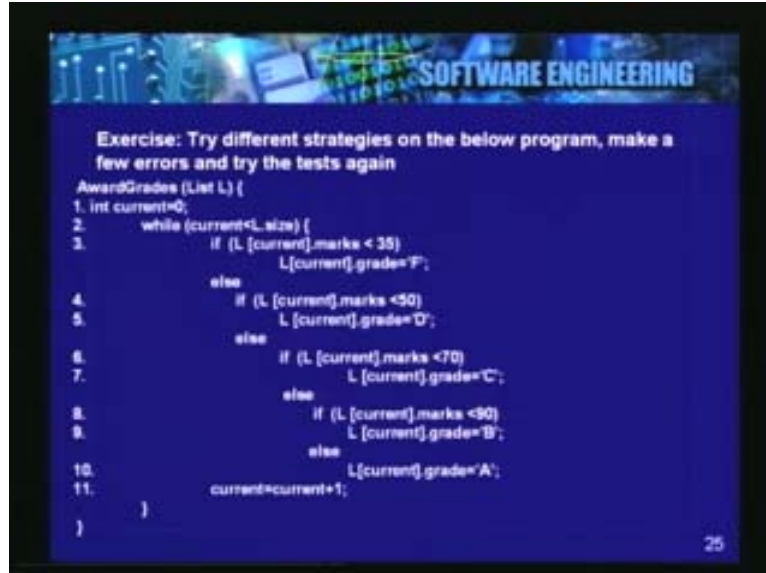 SOFTWARE ENGINEERING
Exercise: Try different strategies on the below program, make a
few errors and try the tests again
AwardGrades (List L) {
1. int current=0;
2. while (current<L.size) {
3. if (L [current].marks < 35)
L[current].grade='F';
else
4. if (L [current].marks <50)
5. L [current].grade='D';
else
6. if (L [current].marks <70)
7. L [current].grade='C';
else
8. if (L [current].marks <90)
9. L [current].grade='B';
else
10. L[current].grade='A';
11. current=current+1;
}
}
25